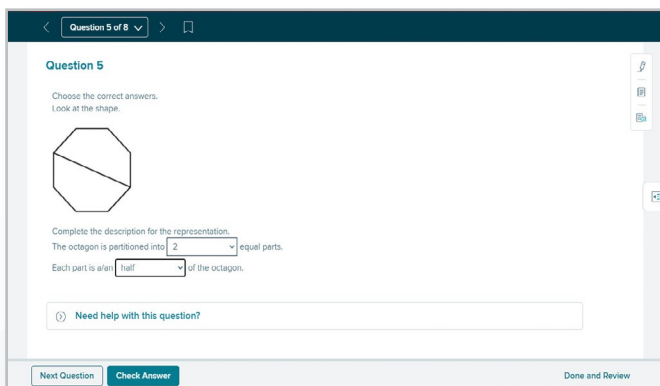 Question 5 of 8
Question 5
Choose the correct answers.
Look at the shape.
Complete the description for the representation.
The octagon is partitioned into 2 equal parts.
Each part is a/an half of the octagon.
Need help with this question?
Next Question Check Answer Done and Review